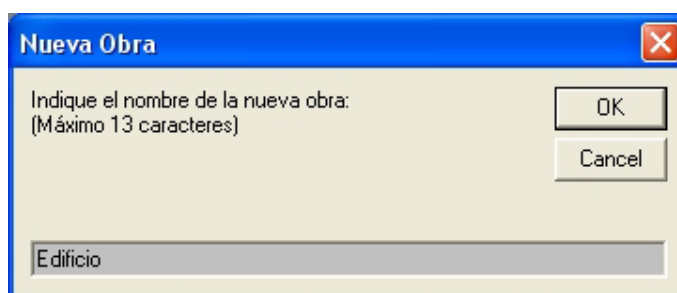 Nueva Obra
Indique el nombre de la nueva obra:
(Máximo 13 caracteres)
OK
Cancel
Edificio